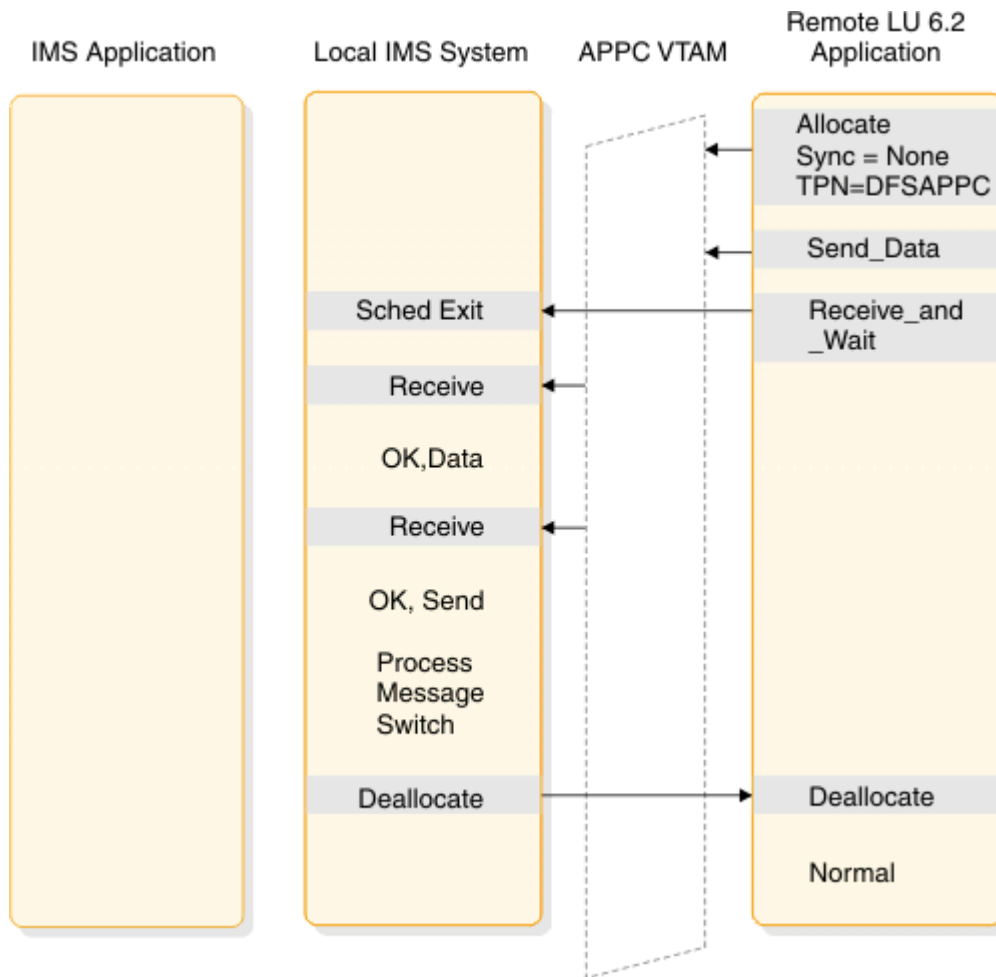 IMS Application
Local IMS System
APPC VTAM
Remote LU 6.2
Application
Allocate
Sync = None
TPN=DFSAPPC
Send_Data
Sched Exit
Receive_and
_Wait
Receive
OK,Data
Receive
OK, Send
Process
Message
Switch
Deallocate
Deallocate
Normal